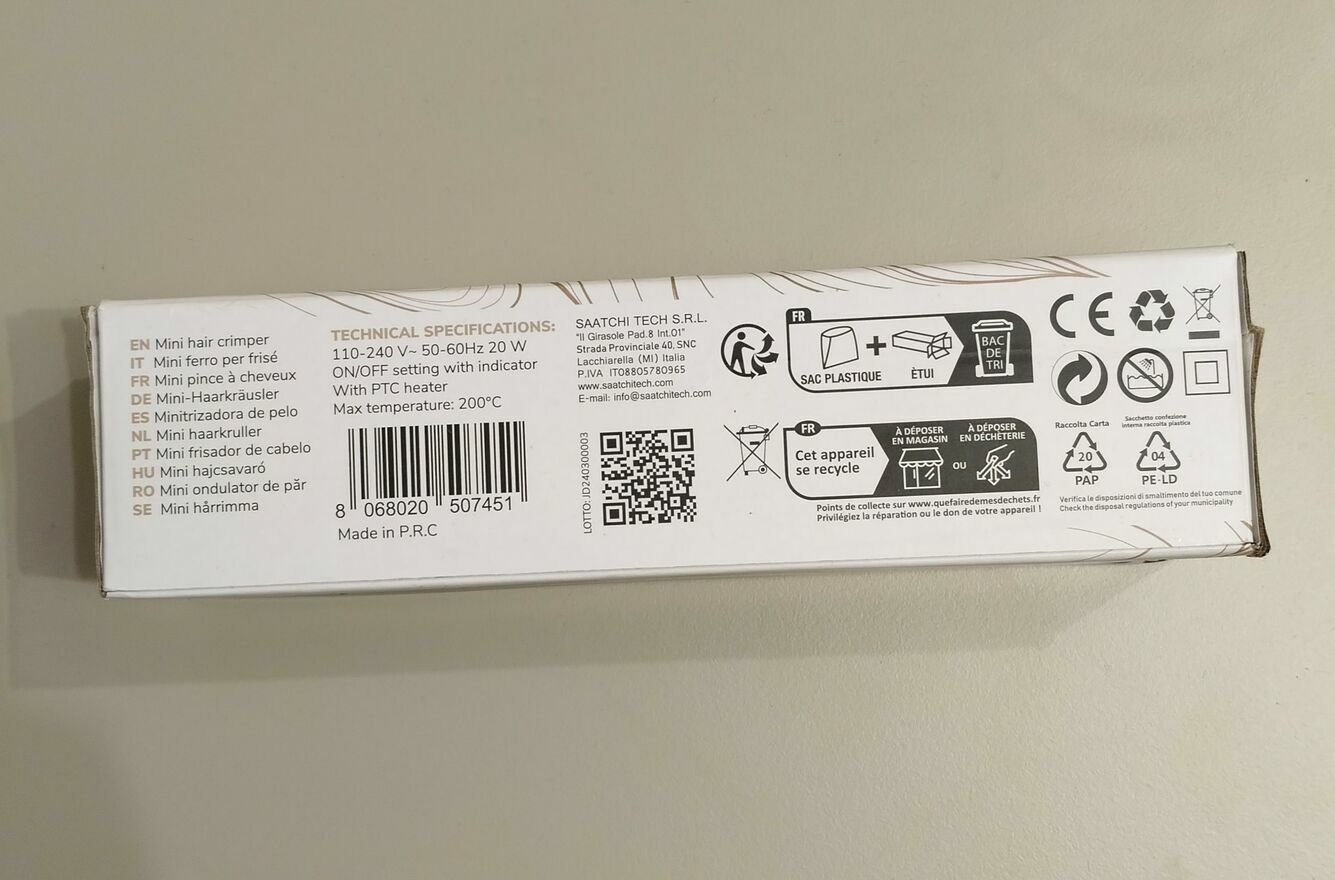 EN Mini hair crimper
IT Mini ferro per frisé
FR Mini pince à cheveux
DE Mini-Haarkräusler
ES Minitrizadora de pelo
NL Mini haarkruller
PT Mini frisador de cabelo
HU Mini hajcsavaró
RO Mini ondulator de păr
SE Mini hårrimma
TECHNICAL SPECIFICATIONS:
110-240 V~ 50-60Hz 20 W
ON/OFF setting with indicator
With PTC heater
Max temperature: 200°C
8 068020 507451
Made in P.R.C
SAATCHI TECH S.R.L.
"Il Girasole Pad.8 Int.01"
Strada Provinciale 40, SNC
Lacchiarella (MI) Italia
P.IVA IT08805780965
www.saatchitech.com
E-mail: info@saatchitech.com
LOTTO: JD240300003
FR
SAC PLASTIQUE + ÈTUI
BAC
DE
TRI
FR
Cet appareil
se recycle
À DÉPOSER
EN MAGASIN
OU
À DÉPOSER
EN DÉCHÈTERIE
Points de collecte sur www.quefairedemesdechets.fr
Privilégiez la réparation ou le don de votre appareil !
CE
Raccolta Carta
20
PAP
Sacchetto confezione
interna raccolta plastica
04
PE-LD
Verifica le disposizioni di smaltimento del tuo comune
Check the disposal regulations of your municipality